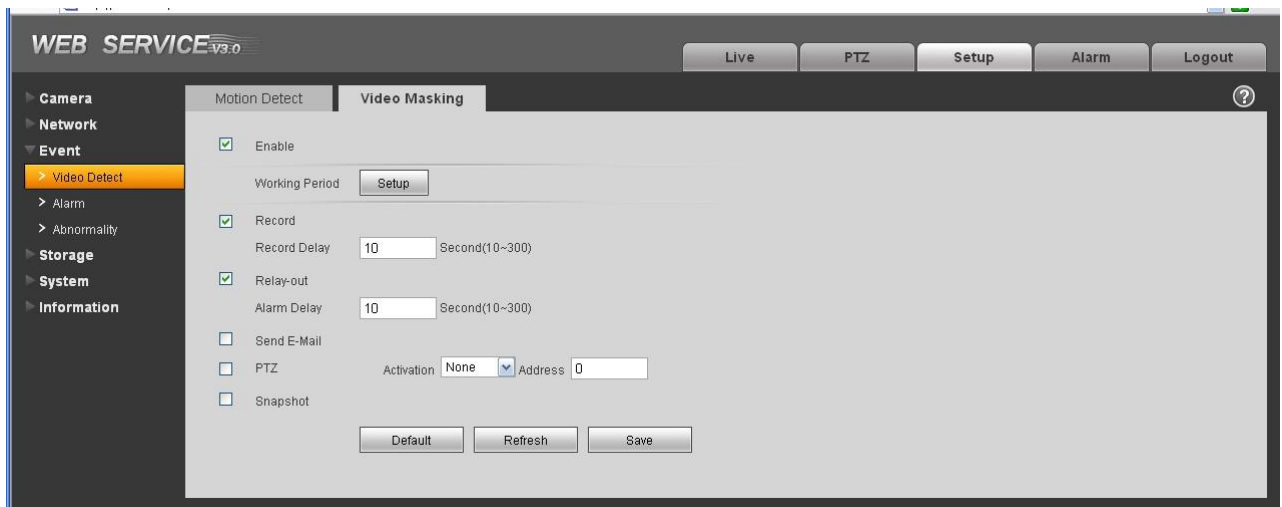 WEB SERVICE V3.0
Live PTZ Setup Alarm Logout
Camera
Network
Event
> Video Detect
> Alarm
> Abnormality
Storage
System
Information
Motion Detect Video Masking ?
Enable
Working Period Setup
Record
Record Delay 10 Second(10~300)
Relay-out
Alarm Delay 10 Second(10~300)
Send E-Mail
PTZ Activation None Address 0
Snapshot
Default Refresh Save